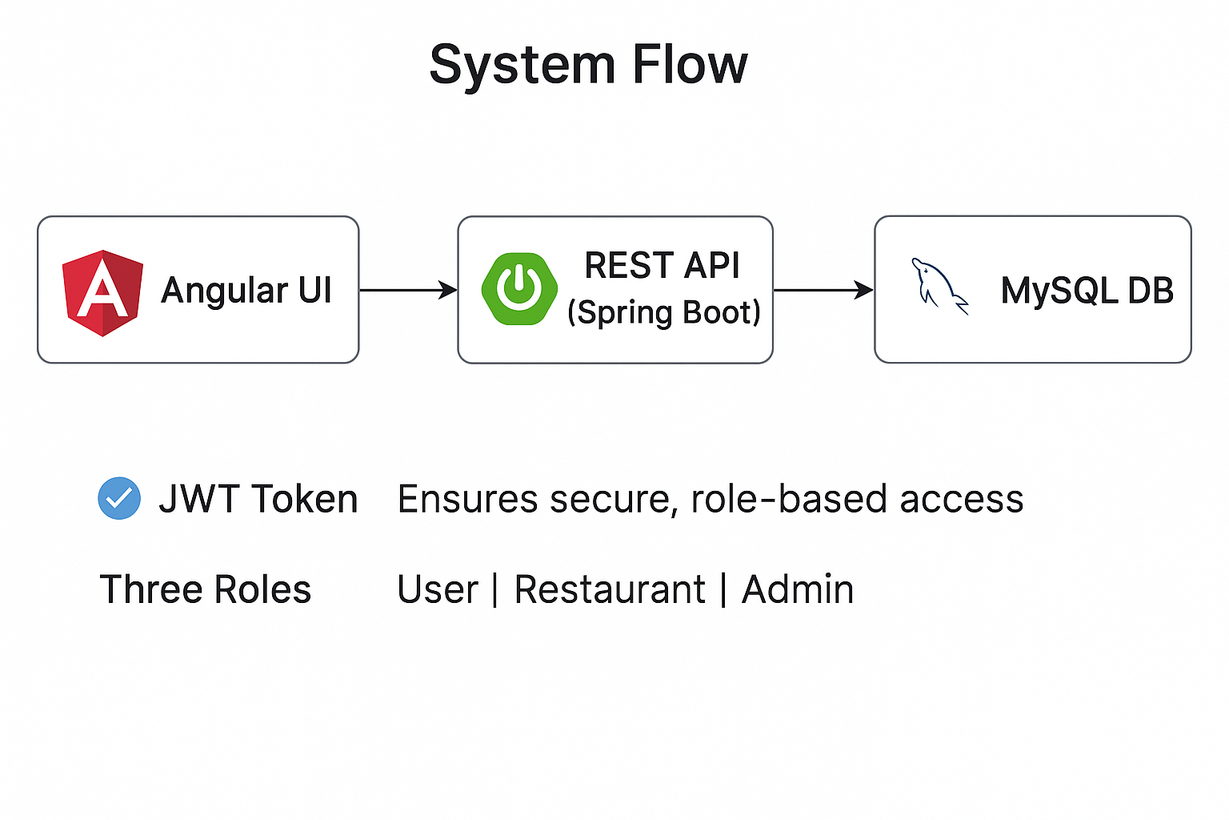 System Flow
Angular UI
REST API
(Spring Boot)
MySQL DB
JWT Token Ensures secure, role-based access
Three Roles User | Restaurant | Admin